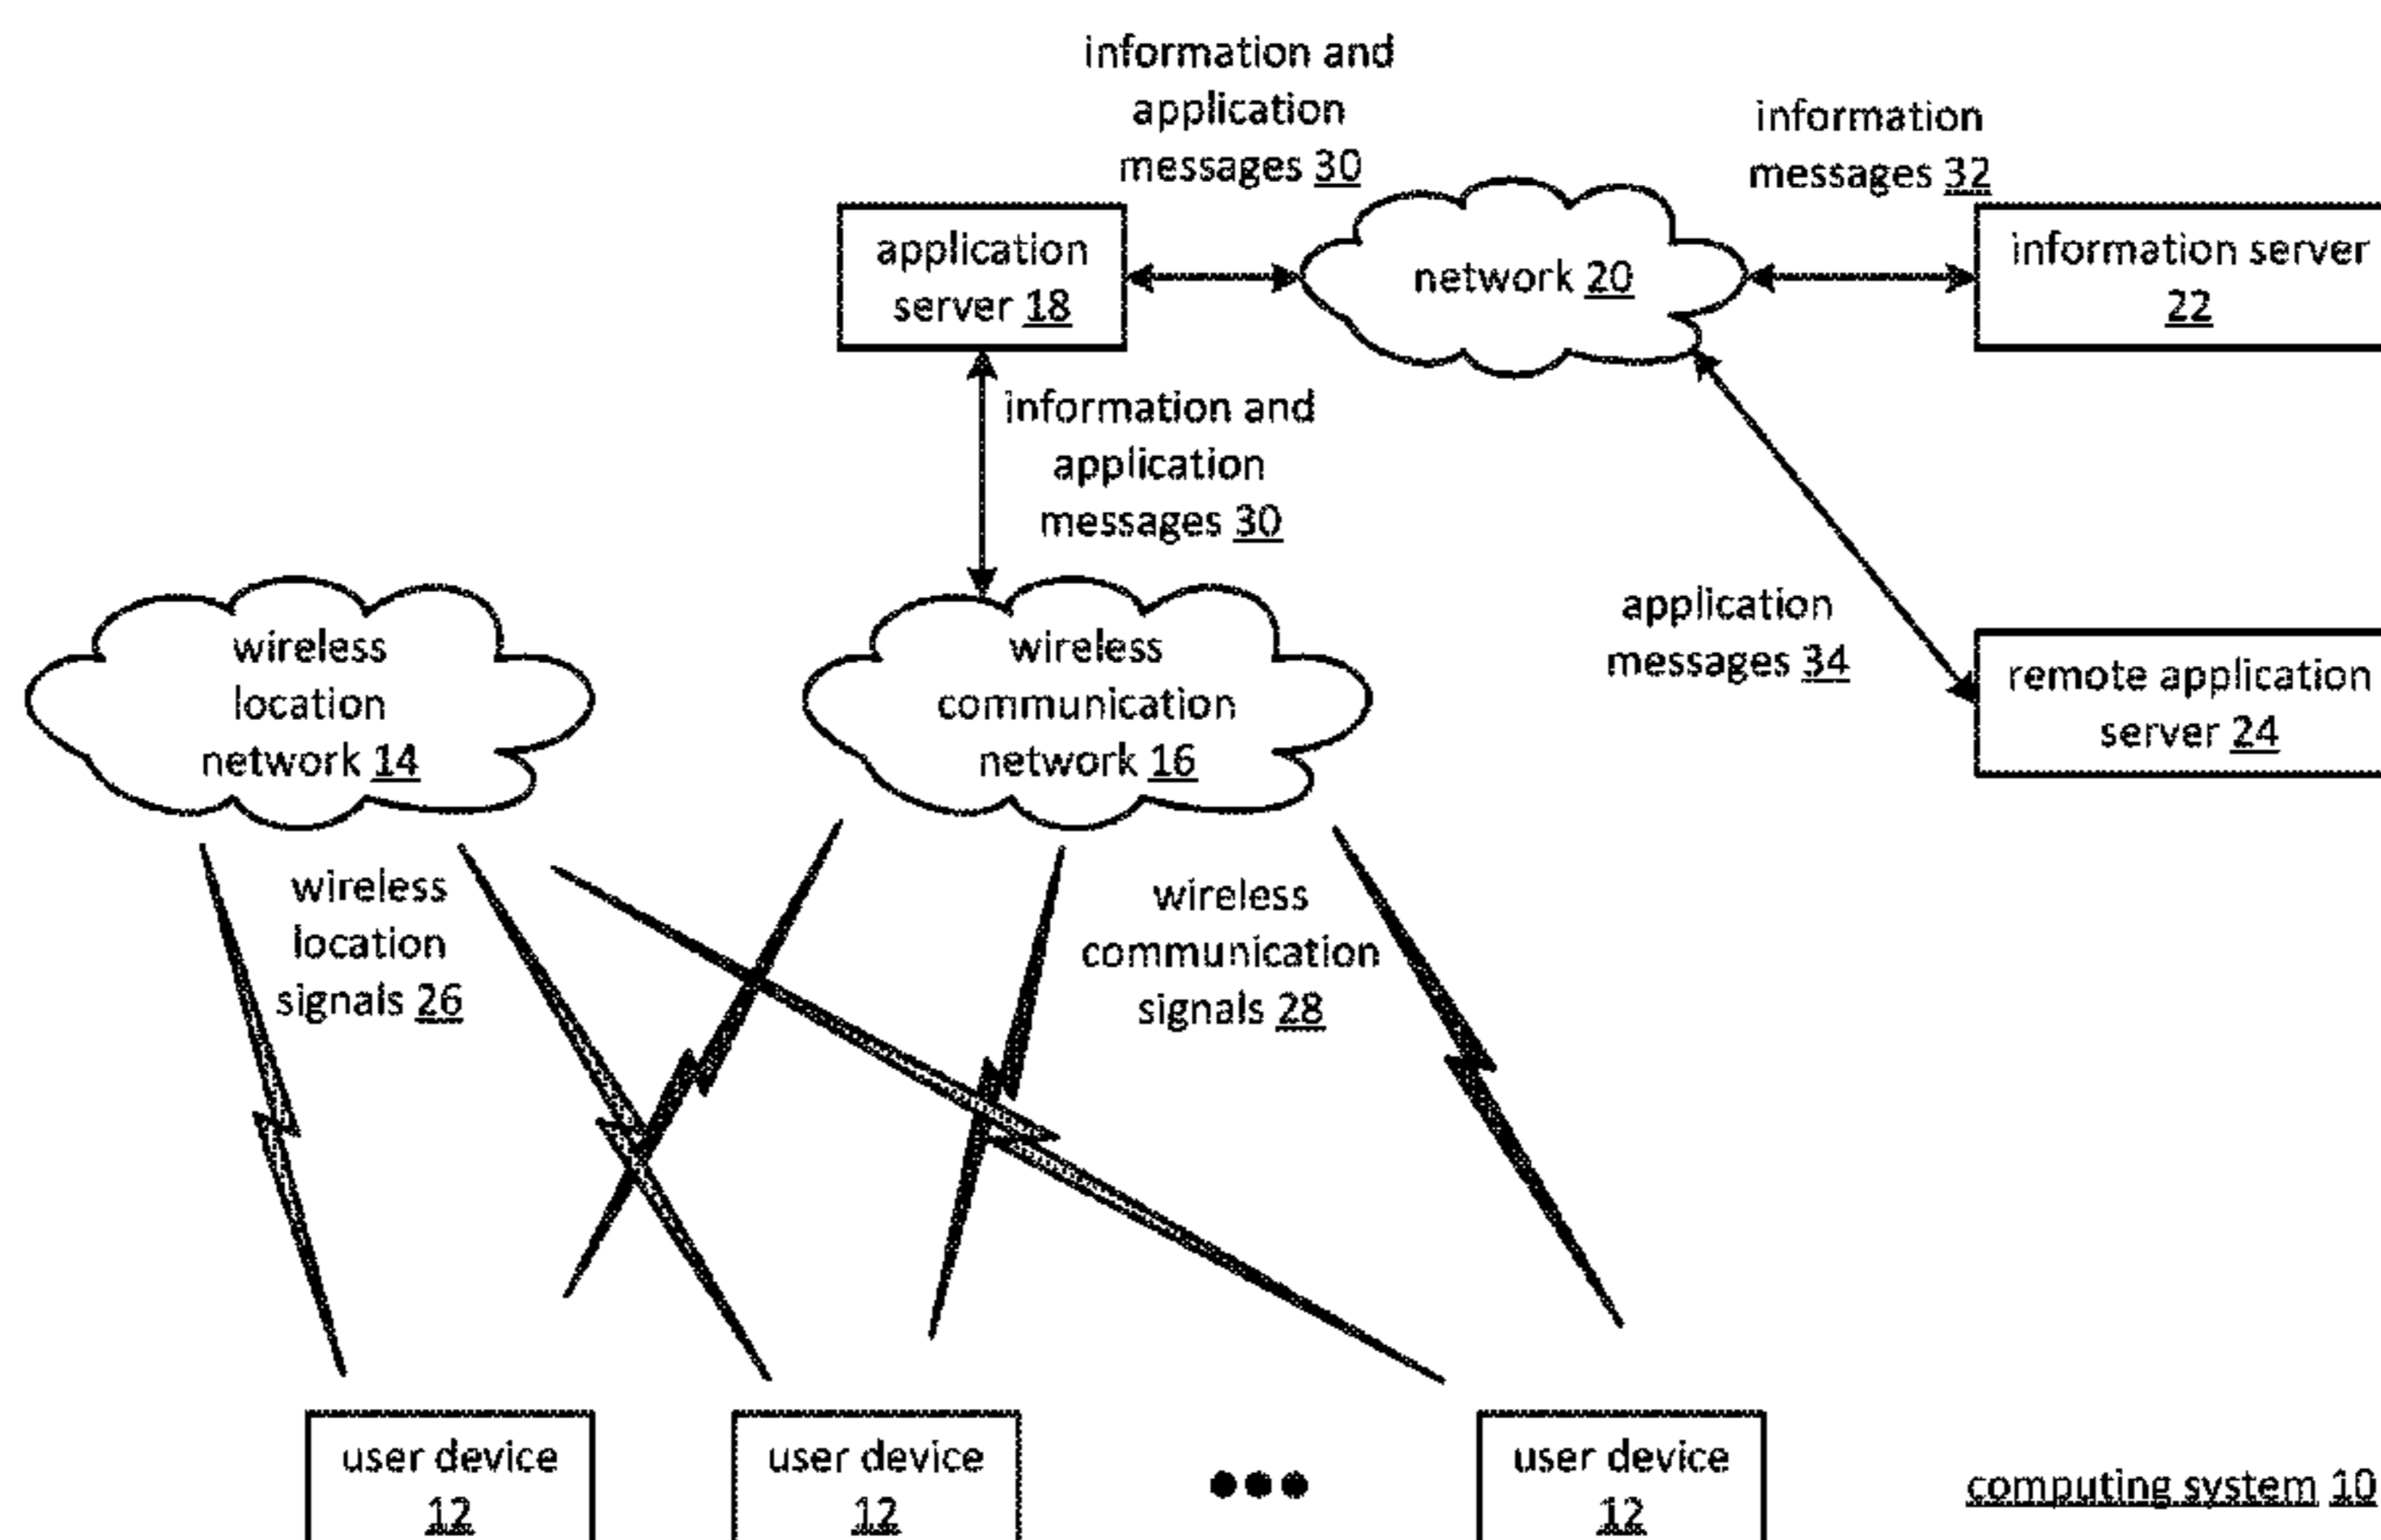 information and
application
messages 30
information
messages 32
application
server 18
network 20
information server
22
information and
application
messages 30
wireless
location
network 14
wireless
communication
network 16
application
messages 34
remote application
server 24
wireless
location
signals 26
wireless
communication
signals 28
user device
12
user device
12
user device
12
computing system 10